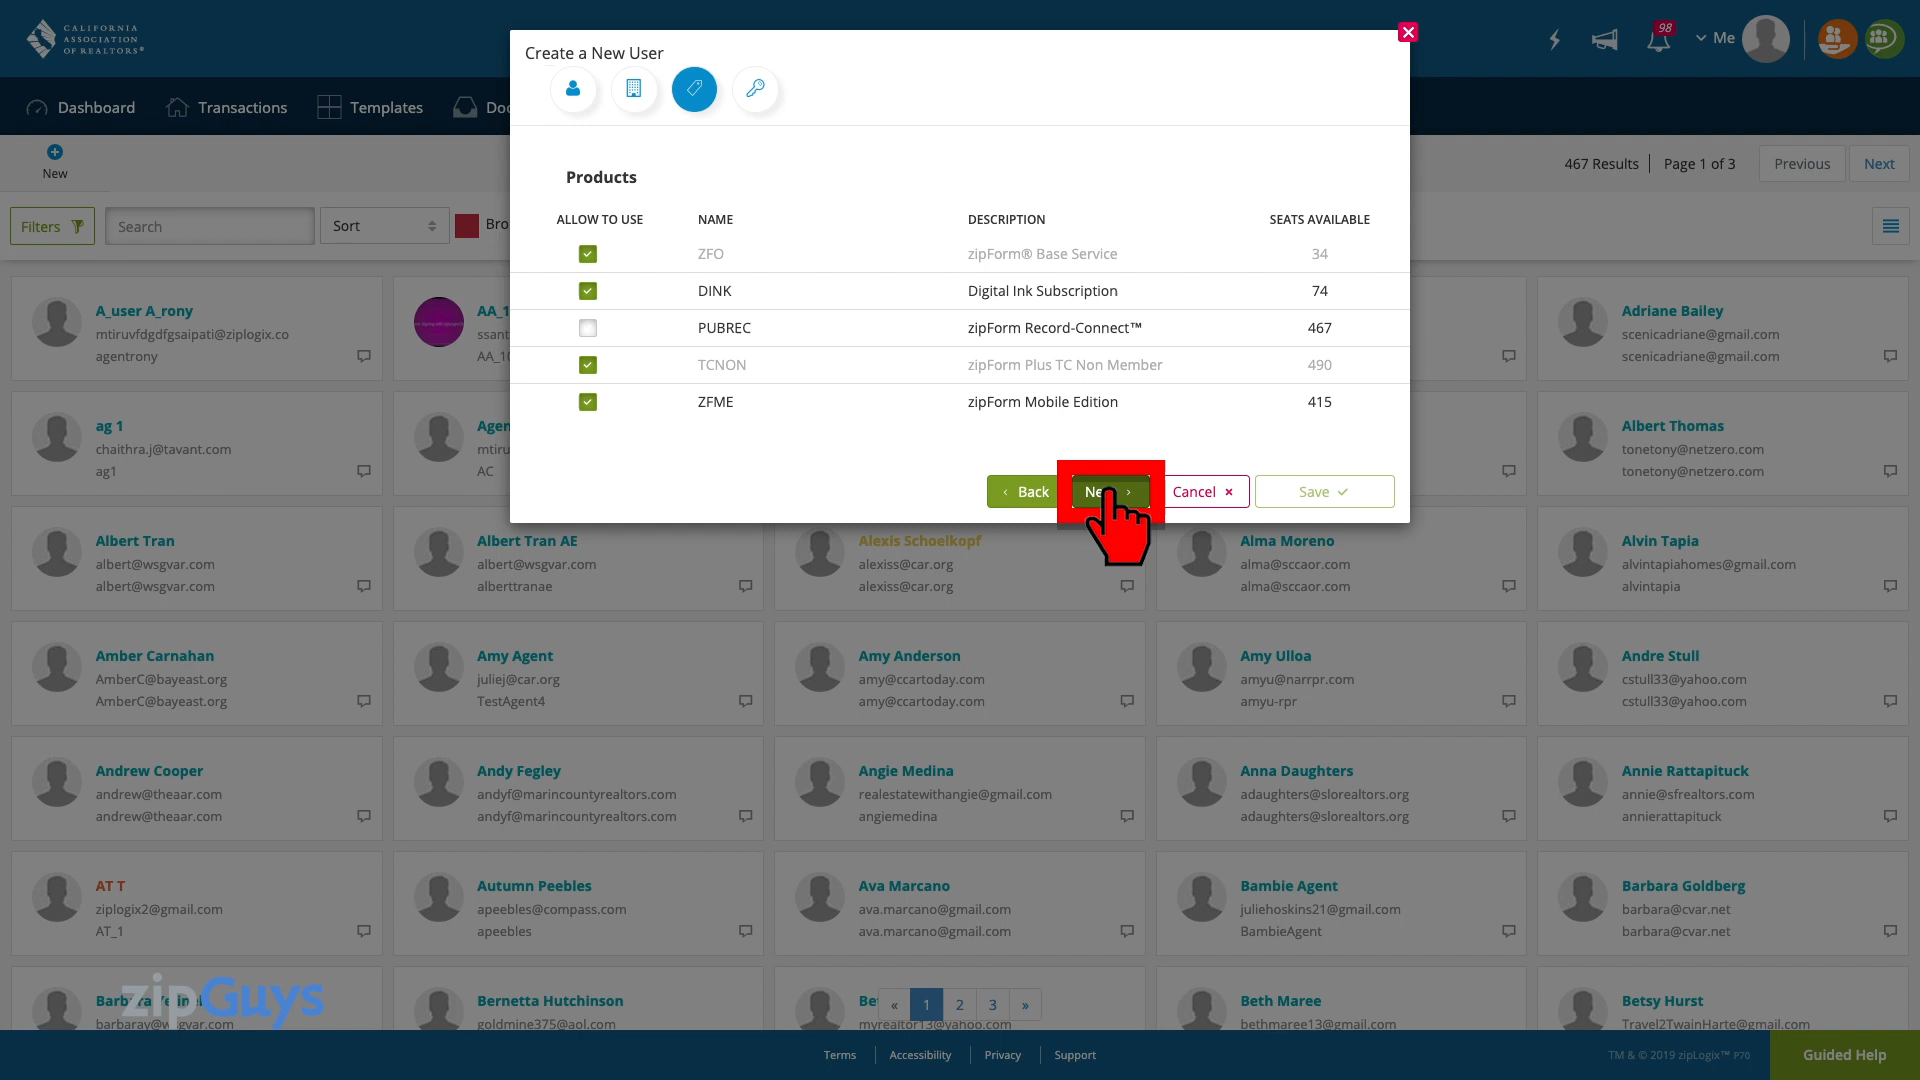 CALIFORNIA
ASSOCIATION
OF REALTORS®
Create a New User
98
Me
Dashboard
Transactions
Templates
New
467 Results
Page 1 of 3
Previous
Next
Filters
Search
Sort
Products
ALLOW TO USE NAME DESCRIPTION SEATS AVAILABLE
ZFO zipForm® Base Service 34
DINK Digital Ink Subscription 74
PUBREC zipForm Record-Connect™ 467
TCNON zipForm Plus TC Non Member 490
ZFME zipForm Mobile Edition 415
Back
Cancel
Save
A_user A_rony
mtiruvfdgdfgsaipati@ziplogix.co
agentrony
Adriane Bailey
scenicadriane@gmail.com
scenicadriane@gmail.com
ag 1
chaithra.j@tavant.com
ag1
AC
Albert Thomas
tonetony@netzero.com
tonetony@netzero.com
Albert Tran
albert@wsgvar.com
albert@wsgvar.com
Albert Tran AE
albert@wsgvar.com
alberttranae
Alexis Schoelkopf
alexiss@car.org
alexiss@car.org
Alma Moreno
alma@sccaor.com
alma@sccaor.com
Alvin Tapia
alvintapiahomes@gmail.com
alvintapia
Amber Carnahan
AmberC@bayeast.org
AmberC@bayeast.org
Amy Agent
juliej@car.org
TestAgent4
Amy Anderson
amy@ccartoday.com
amy@ccartoday.com
Amy Ulloa
amyu@narrpr.com
amyu-rpr
Andre Stull
cstull33@yahoo.com
cstull33@yahoo.com
Andrew Cooper
andrew@theaar.com
andrew@theaar.com
Andy Fegley
andyf@marincountyrealtors.com
andyf@marincountyrealtors.com
Angie Medina
realestatewithangie@gmail.com
angiemedina
Anna Daughters
adaughters@slorealtors.org
adaughters@slorealtors.org
Annie Rattapituck
annie@sfrealtors.com
annierattapituck
AT T
ziplogix2@gmail.com
AT_1
Autumn Peebles
apeebles@compass.com
apeebles
Ava Marcano
ava.marcano@gmail.com
ava.marcano@gmail.com
Bambie Agent
juliehoskins21@gmail.com
BambieAgent
Barbara Goldberg
barbara@cvar.net
barbara@cvar.net
zipGuys
barbaray@wsgvar.com
Bernetta Hutchinson
goldmine375@aol.com
« 1 2 3 »
myrealtor13@yahoo.com
Beth Maree
bethmaree13@gmail.com
Betsy Hurst
Travel2TwainHarte@gmail.com
Terms
Accessibility
Privacy
Support
TM & © 2019 zipLogix™ P70
Guided Help